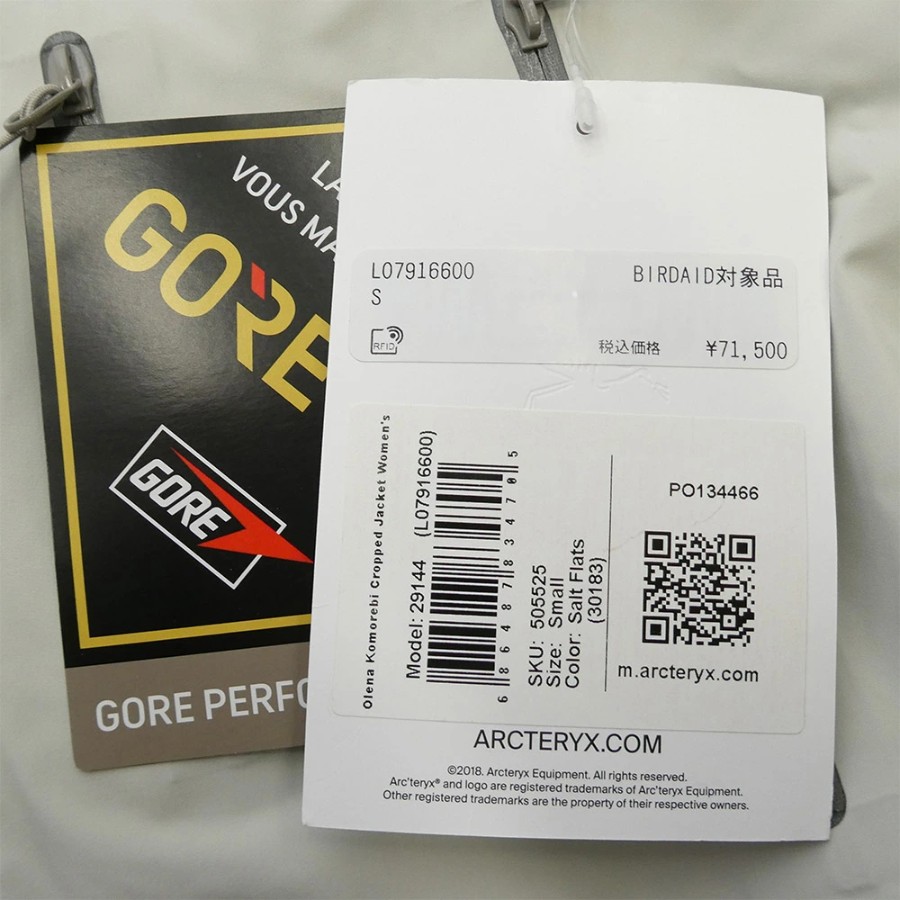 LA
VOUS MA
GORE
GORE
GORE PERFO
L07916600
BIRDAID対象品
S
RFID
税込価格 ¥71,500
Olena Komorebi Cropped Jacket Women's
Model: 29144 (L07916600)
6 86487 83470 5
SKU: 505525
Size: Small
Color: Salt Flats
(30183)
PO134466
m.arcteryx.com
ARCTERYX.COM
©2018. Arcteryx Equipment. All rights reserved.
Arc'teryx® and logo are registered trademarks of Arc'teryx Equipment.
Other registered trademarks are the property of their respective owners.